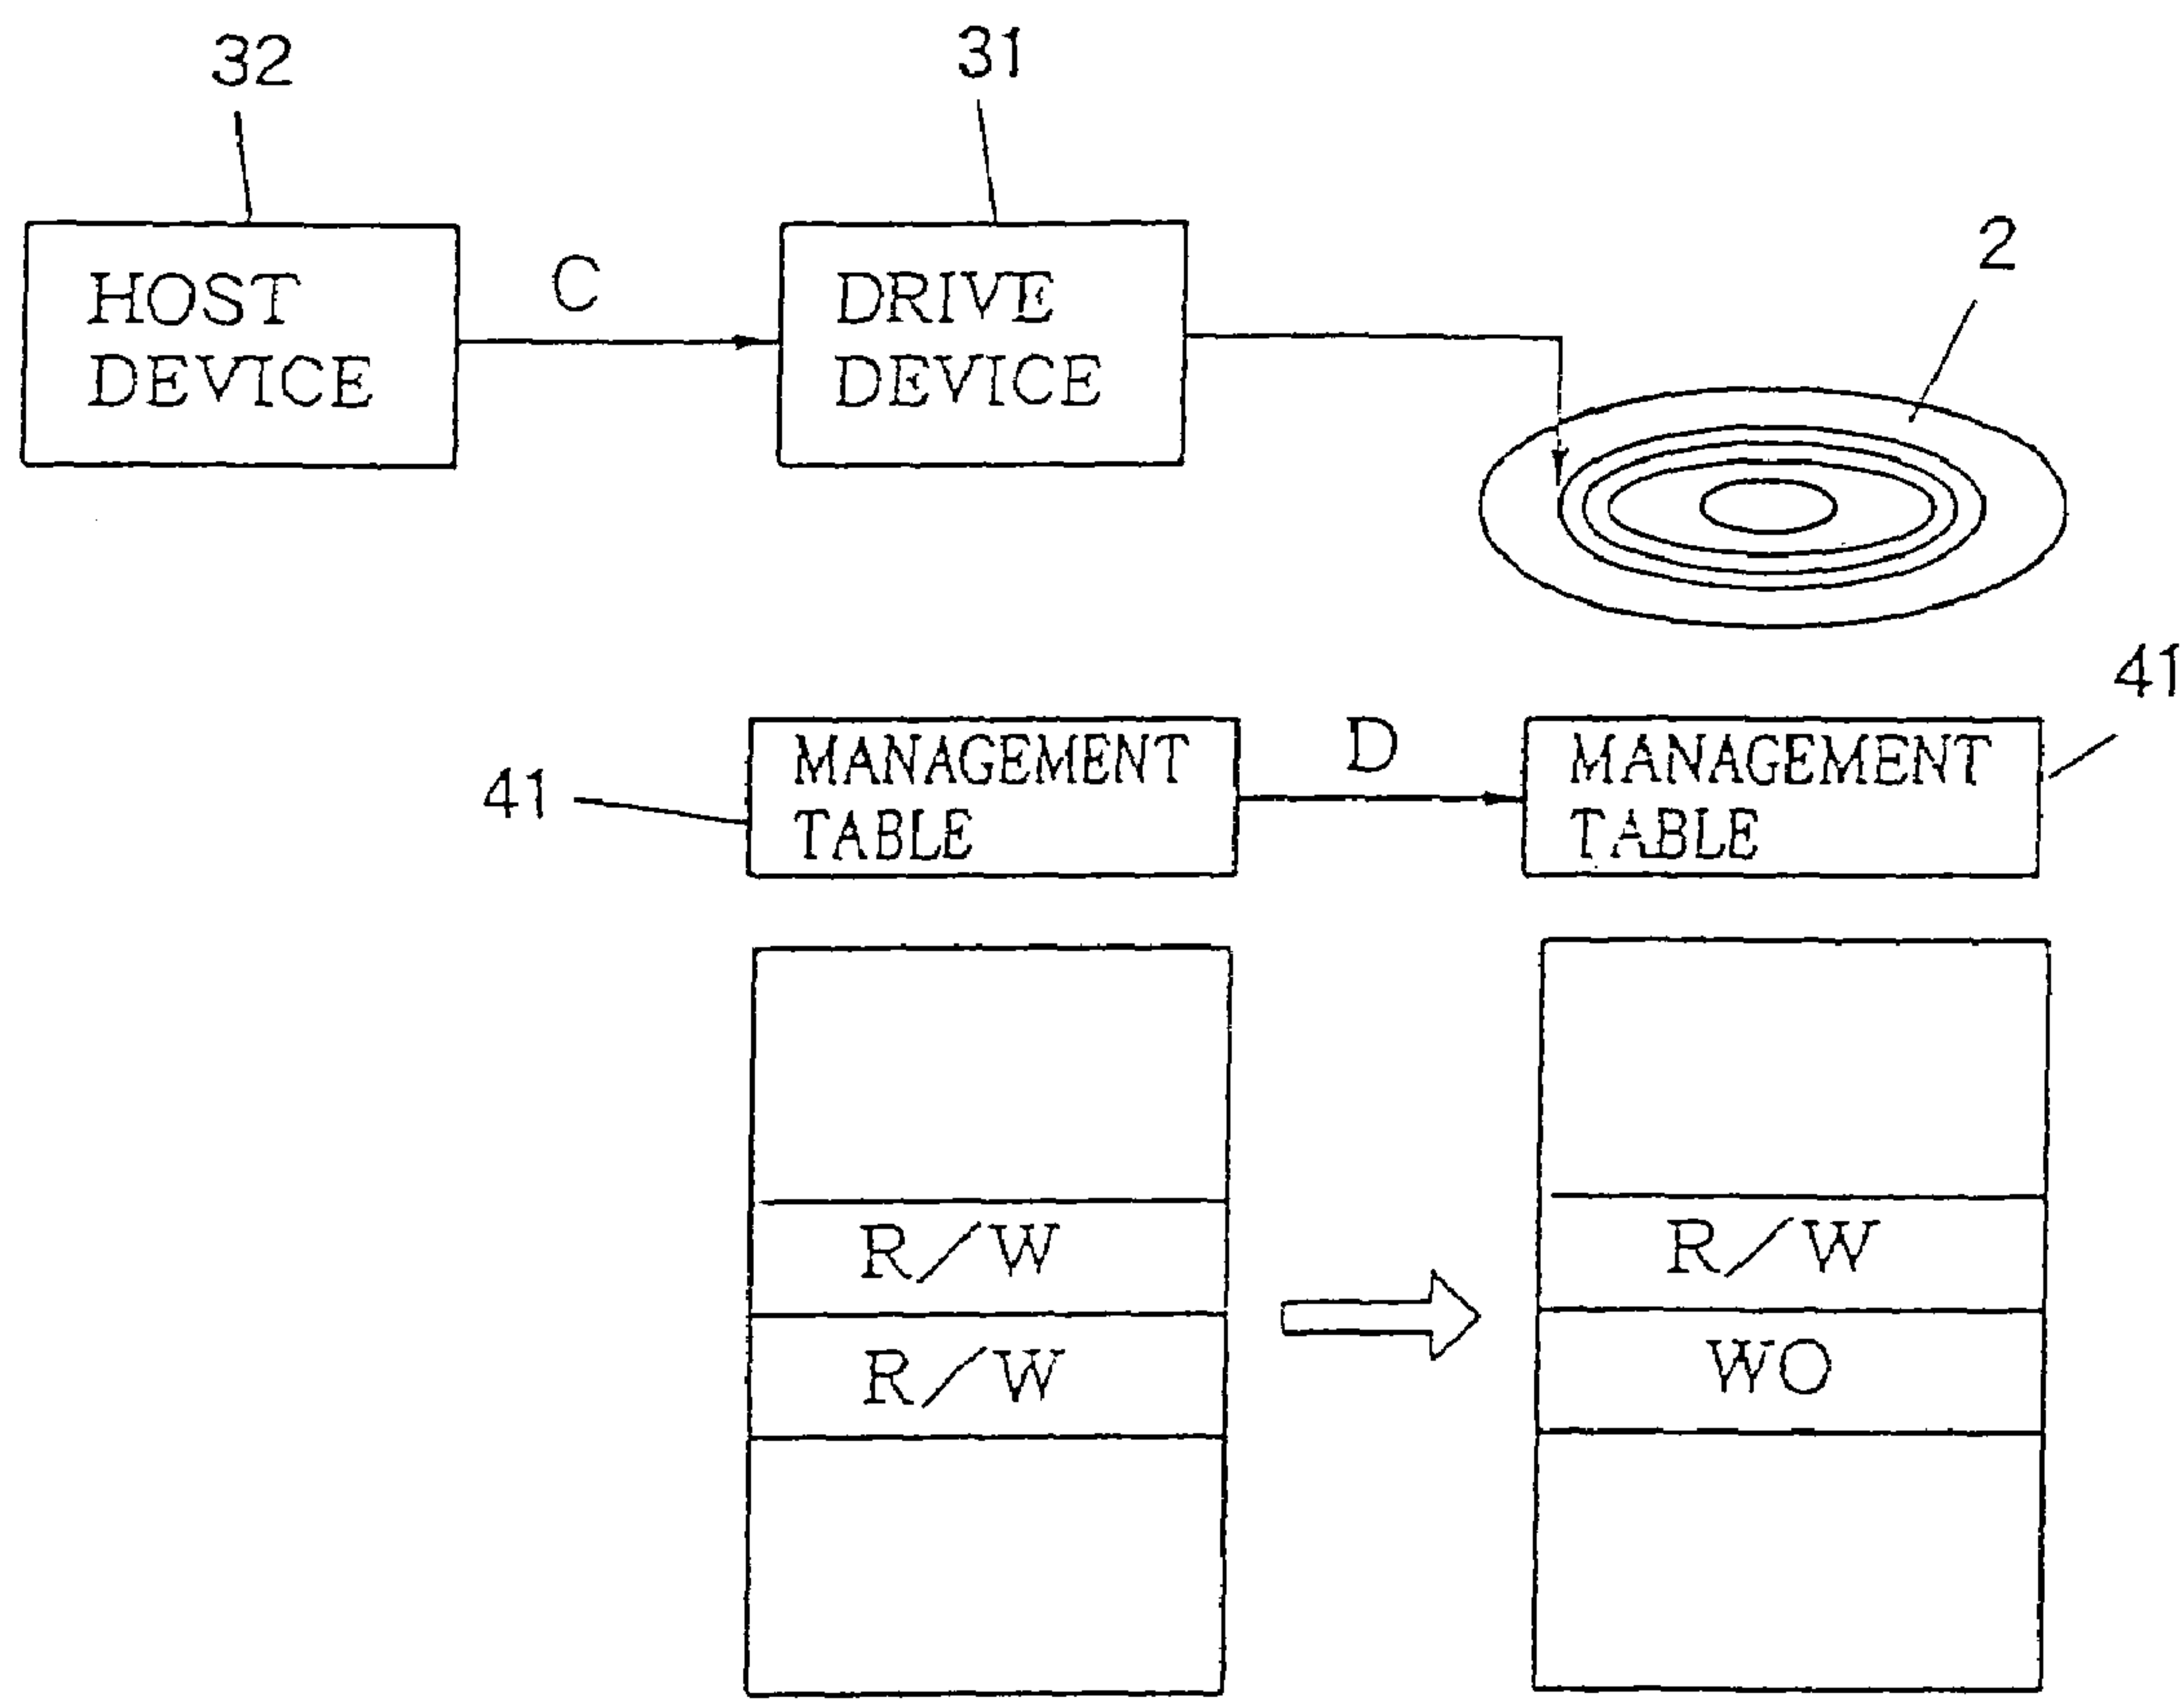 32
31
2
HOST
DEVICE
C
DRIVE
DEVICE
41
MANAGEMENT
TABLE
D
MANAGEMENT
TABLE
41
R/W
R/W
R/W
WO